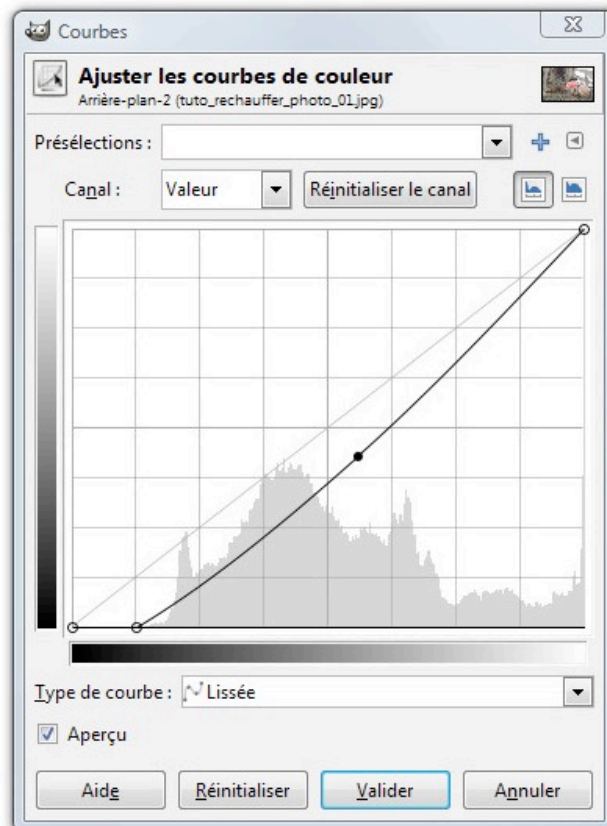 Courbes
Ajuster les courbes de couleur
Arrière-plan-2 (tuto_rechauffer_photo_01.jpg)
Présélections :
Canal : Valeur Réinitialiser le canal
Type de courbe : Lissée
Aperçu
Aide Réinitialiser Valider Annuler